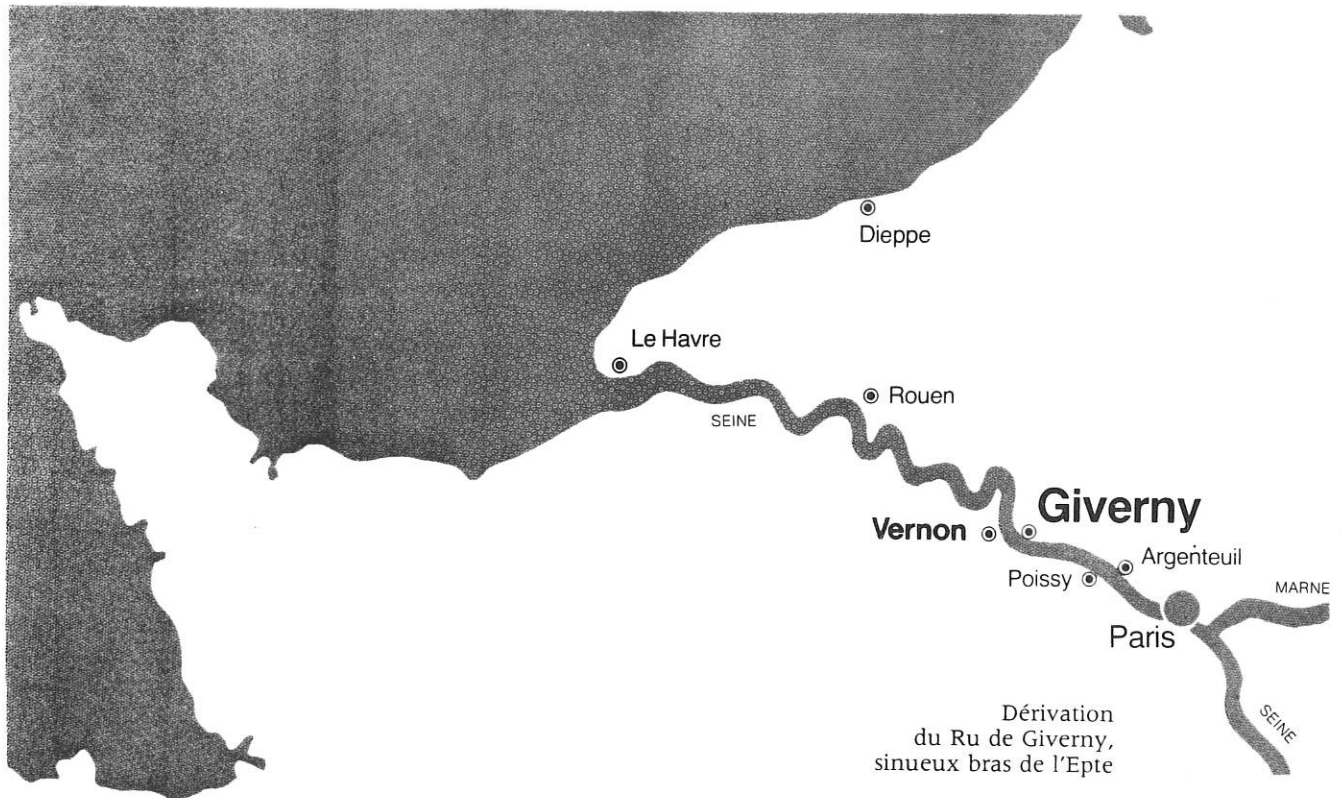 Dieppe
Le Havre
Rouen
SEINE
Giverny
Vernon
Argenteuil
Poissy
MARNE
Paris
SEINE
Dérivation
du Ru de Giverny,
sinueux bras de l'Epte